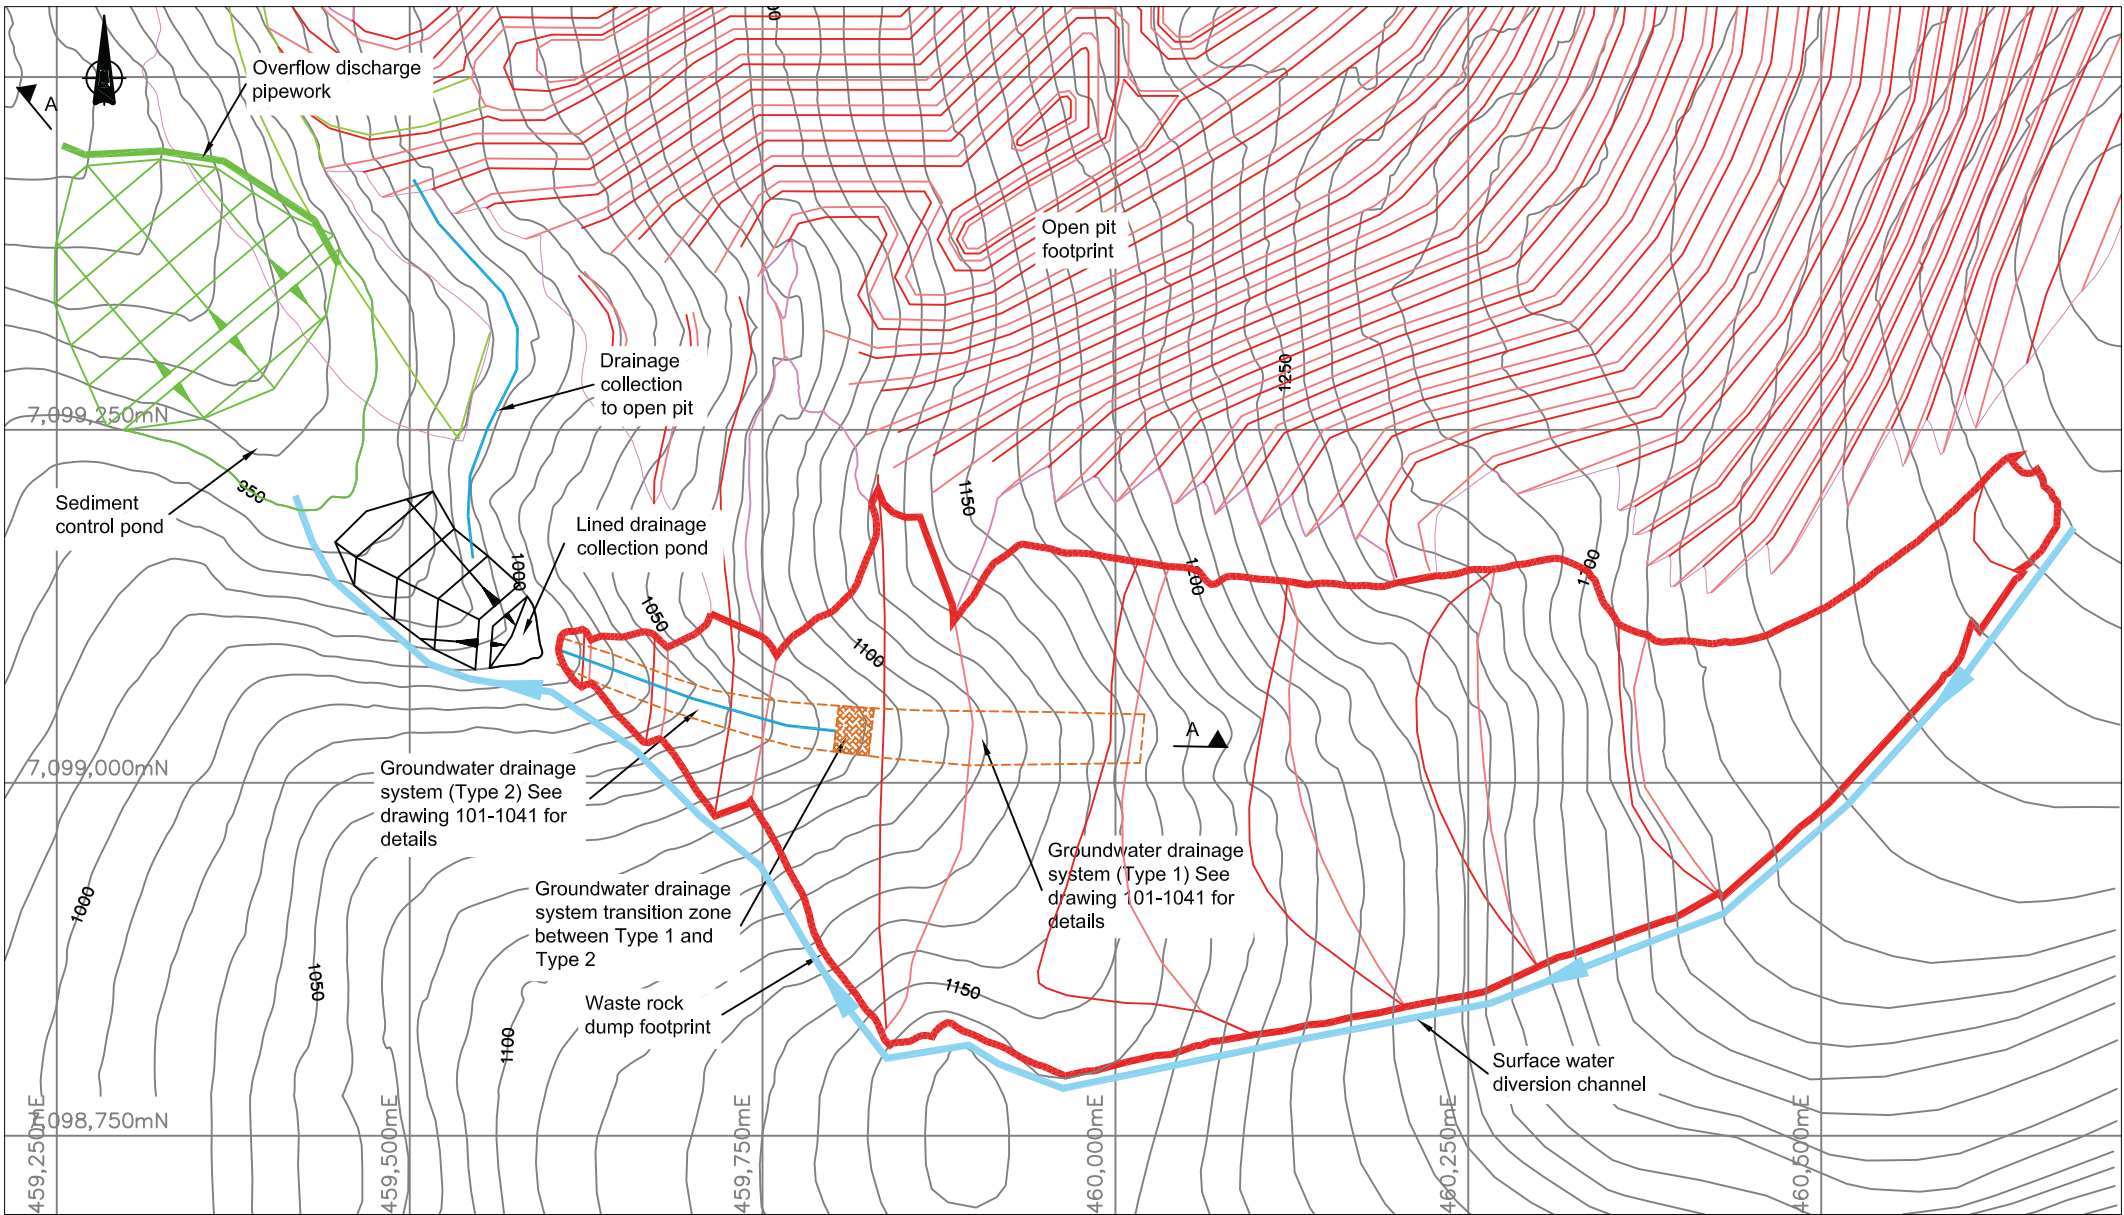 Overflow discharge
pipework
A
Open pit
footprint
1250
Drainage
collection
to open pit
7,099,250mN
Sediment
control pond
950
Lined drainage
collection pond
1000
1150
1050
1100
1200
1100
A
7,099,000mN
Groundwater drainage
system (Type 2) See
drawing 101-1041 for
details
Groundwater drainage
system (Type 1) See
drawing 101-1041 for
details
Groundwater drainage
system transition zone
between Type 1 and
Type 2
1000
1050
1100
1150
Waste rock
dump footprint
Surface water
diversion channel
7,098,750mN
459,250mE
459,500mE
459,750mE
460,000mE
460,250mE
460,500mE